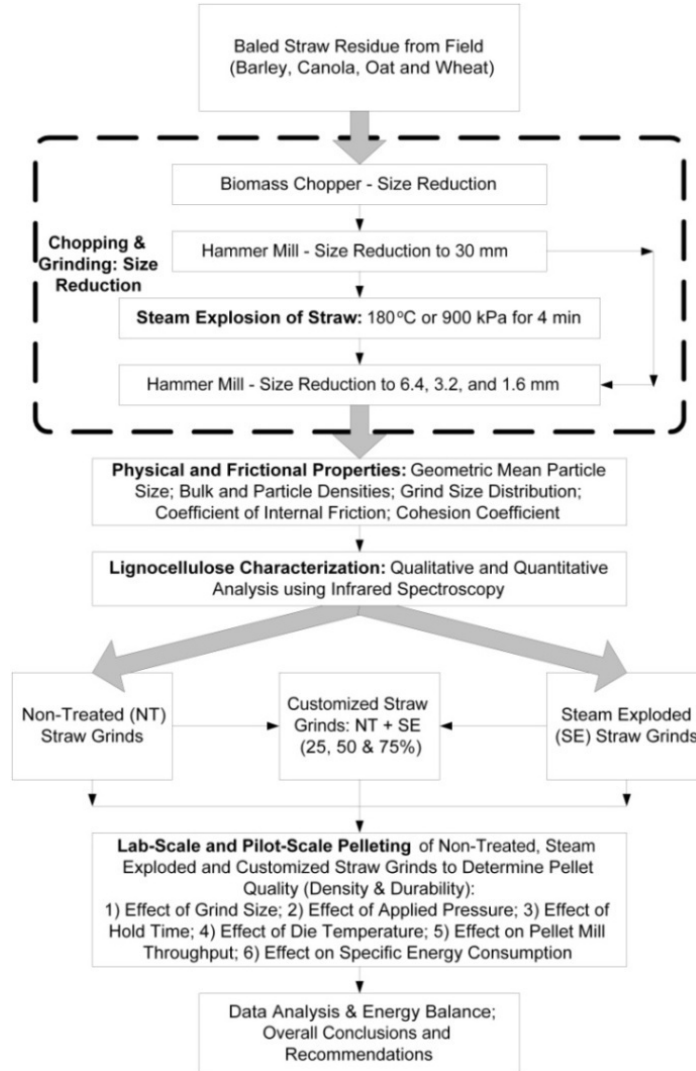 Baled Straw Residue from Field
(Barley, Canola, Oat and Wheat)
Biomass Chopper - Size Reduction
Chopping &
Grinding: Size
Reduction
Hammer Mill - Size Reduction to 30 mm
Steam Explosion of Straw: 180°C or 900 kPa for 4 min
Hammer Mill - Size Reduction to 6.4, 3.2, and 1.6 mm
Physical and Frictional Properties: Geometric Mean Particle
Size; Bulk and Particle Densities; Grind Size Distribution;
Coefficient of Internal Friction; Cohesion Coefficient
Lignocellulose Characterization: Qualitative and Quantitative
Analysis using Infrared Spectroscopy
Non-Treated (NT)
Straw Grinds
Customized Straw
Grinds: NT + SE
(25, 50 & 75%)
Steam Exploded
(SE) Straw Grinds
Lab-Scale and Pilot-Scale Pelleting of Non-Treated, Steam
Exploded and Customized Straw Grinds to Determine Pellet
Quality (Density & Durability):
1) Effect of Grind Size; 2) Effect of Applied Pressure; 3) Effect of
Hold Time; 4) Effect of Die Temperature; 5) Effect on Pellet Mill
Throughput; 6) Effect on Specific Energy Consumption
Data Analysis & Energy Balance;
Overall Conclusions and
Recommendations